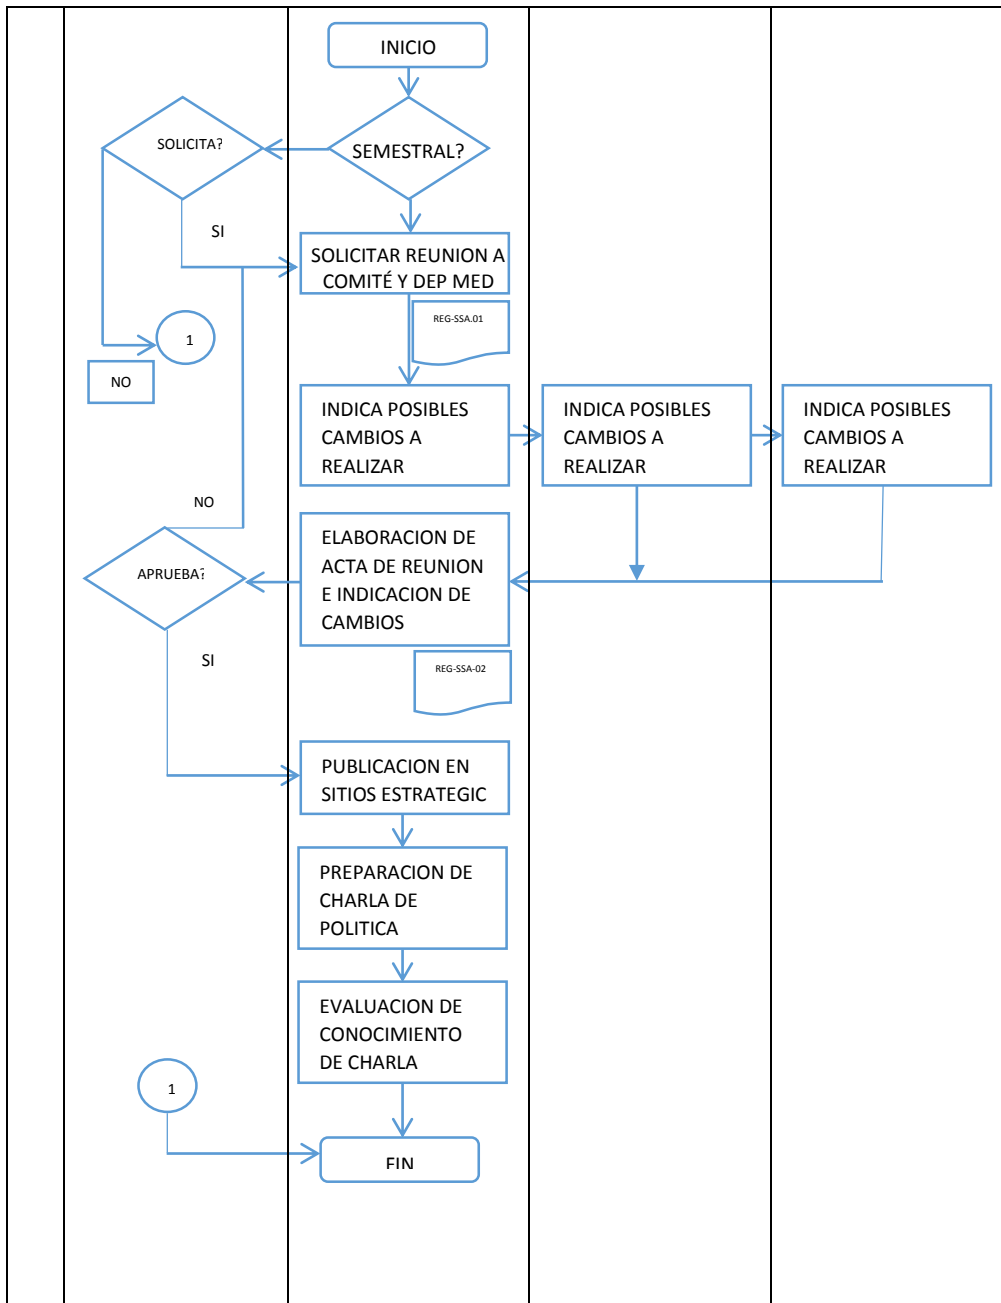 INICIO
SOLICITA?
SEMESTRAL?
SI
SOLICITAR REUNION A
COMITÉ Y DEP MED
REG-SSA.01
1
NO
INDICA POSIBLES
CAMBIOS A
REALIZAR
INDICA POSIBLES
CAMBIOS A
REALIZAR
INDICA POSIBLES
CAMBIOS A
REALIZAR
NO
ELABORACION DE
ACTA DE REUNION
E INDICACION DE
CAMBIOS
APRUEBA?
SI
REG-SSA-02
PUBLICACION EN
SITIOS ESTRATEGIC
PREPARACION DE
CHARLA DE
POLITICA
EVALUACION DE
CONOCIMIENTO
DE CHARLA
1
FIN